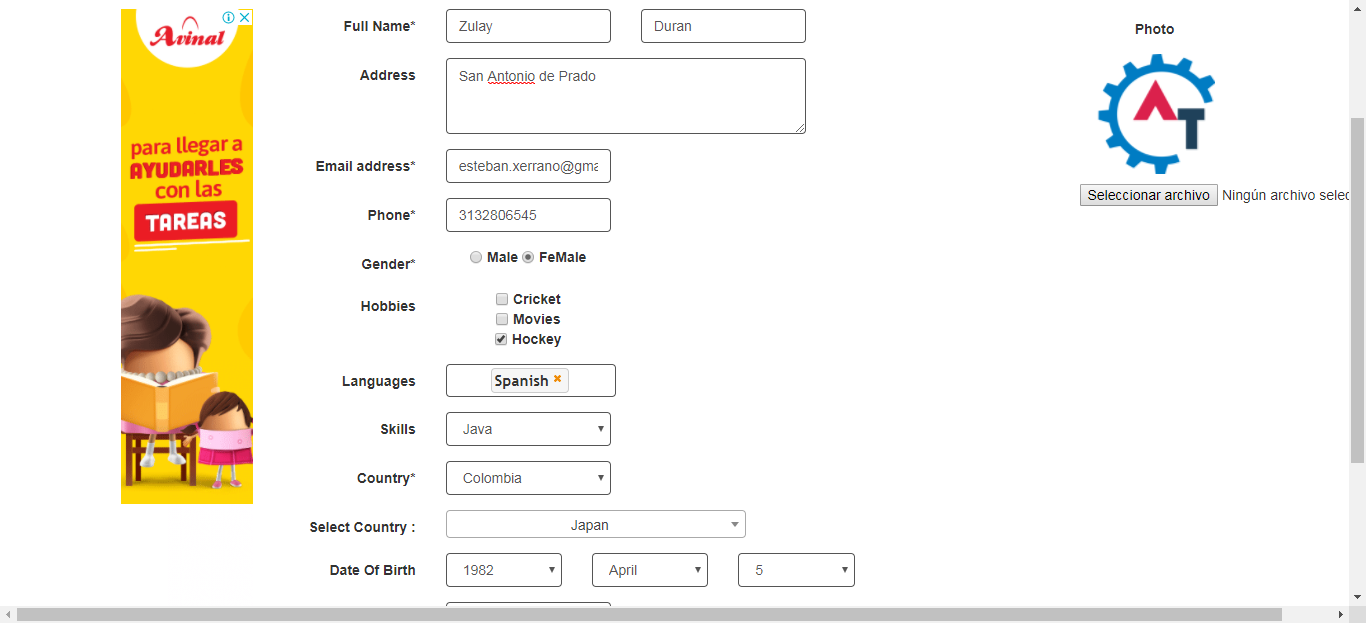 Avinal
para llegar a
AYUDARLES
con las
TAREAS
Full Name* Zulay Duran
Address San Antonio de Prado
Email address* esteban.xerrano@gma
Phone* 3132806545
Gender* Male FeMale
Hobbies Cricket
Movies
Hockey
Languages Spanish
Skills Java
Country* Colombia
Select Country : Japan
Date Of Birth 1982 April 5
Photo
AT
Seleccionar archivo Ningún archivo selec